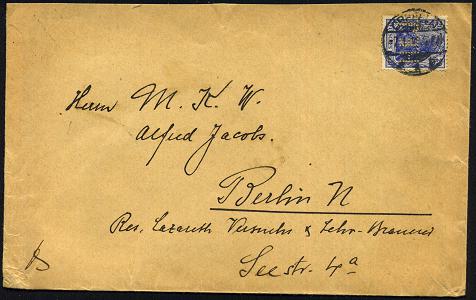 Herrn M. K. W.
Alfred Jacobs.
Berlin N
Res. Lazareth Versuchs & Lehr-Brauerei
Seestr. 4a